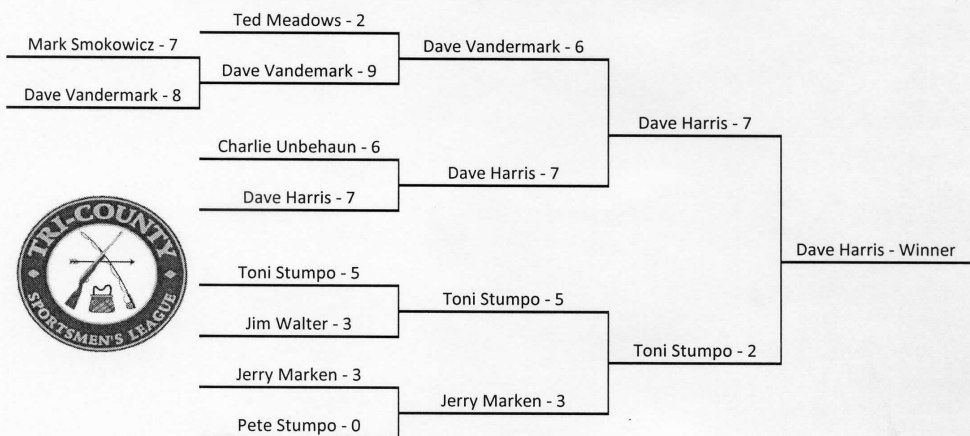 Ted Meadows - 2
Mark Smokowicz - 7
Dave Vandermark - 6
Dave Vandemark - 9
Dave Vandermark - 8
Dave Harris - 7
Charlie Unbehaun - 6
Dave Harris - 7
Dave Harris - 7
TRI-COUNTY
SPORTSMEN'S LEAGUE
Dave Harris - Winner
Toni Stumpo - 5
Toni Stumpo - 5
Jim Walter - 3
Toni Stumpo - 2
Jerry Marken - 3
Jerry Marken - 3
Pete Stumpo - 0